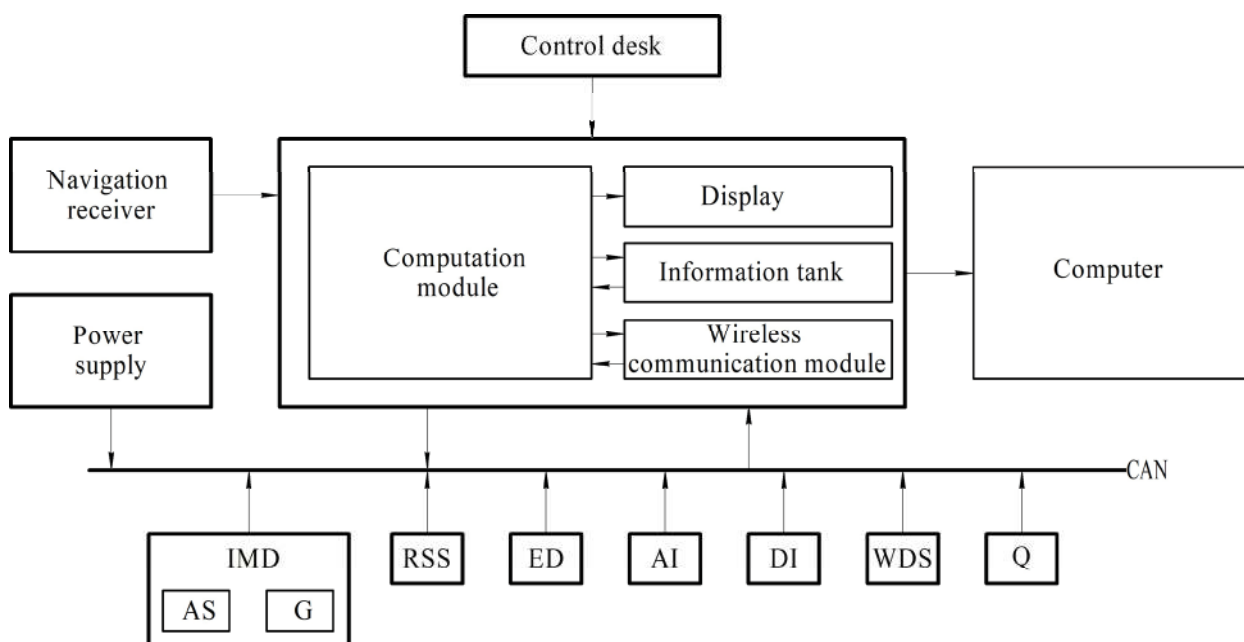 Control desk
Navigation
receiver
Display
Computation
module
Information tank
Computer
Power
supply
Wireless
communication module
CAN
IMD
RSS
ED
AI
DI
WDS
Q
AS
G